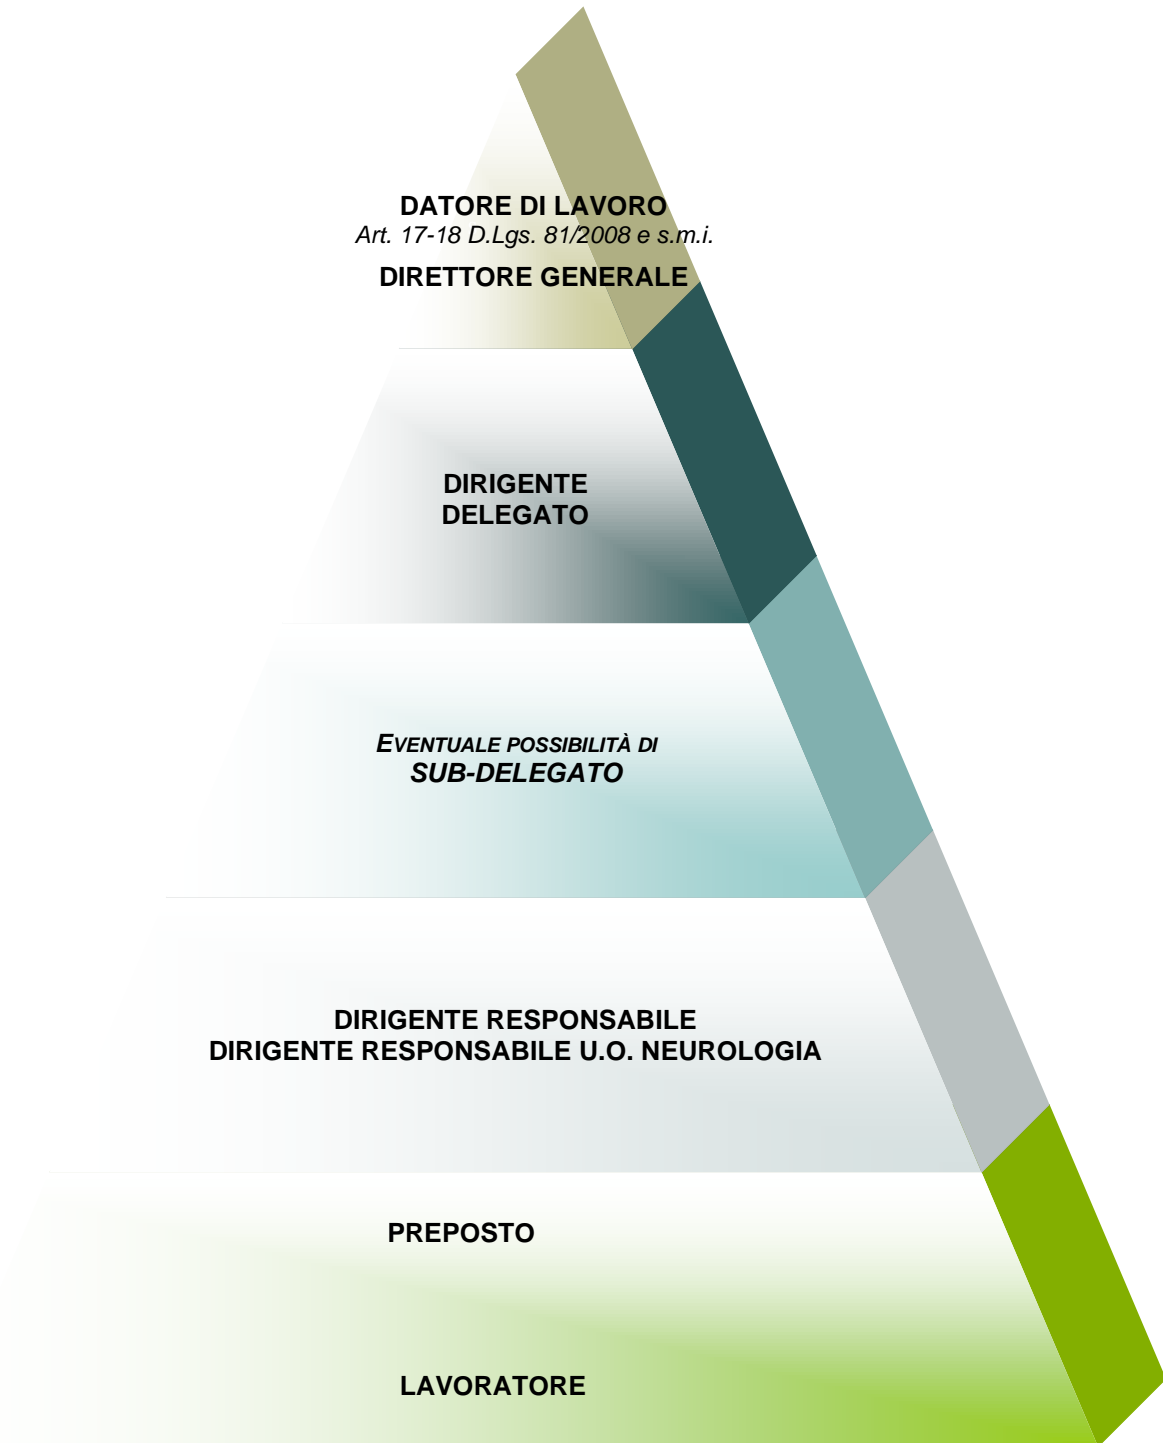 DATORE DI LAVORO
Art. 17-18 D.Lgs. 81/2008 e s.m.i.
DIRETTORE GENERALE
DIRIGENTE
DELEGATO
EVENTUALE POSSIBILITÀ DI
SUB-DELEGATO
DIRIGENTE RESPONSABILE
DIRIGENTE RESPONSABILE U.O. NEUROLOGIA
PREPOSTO
LAVORATORE